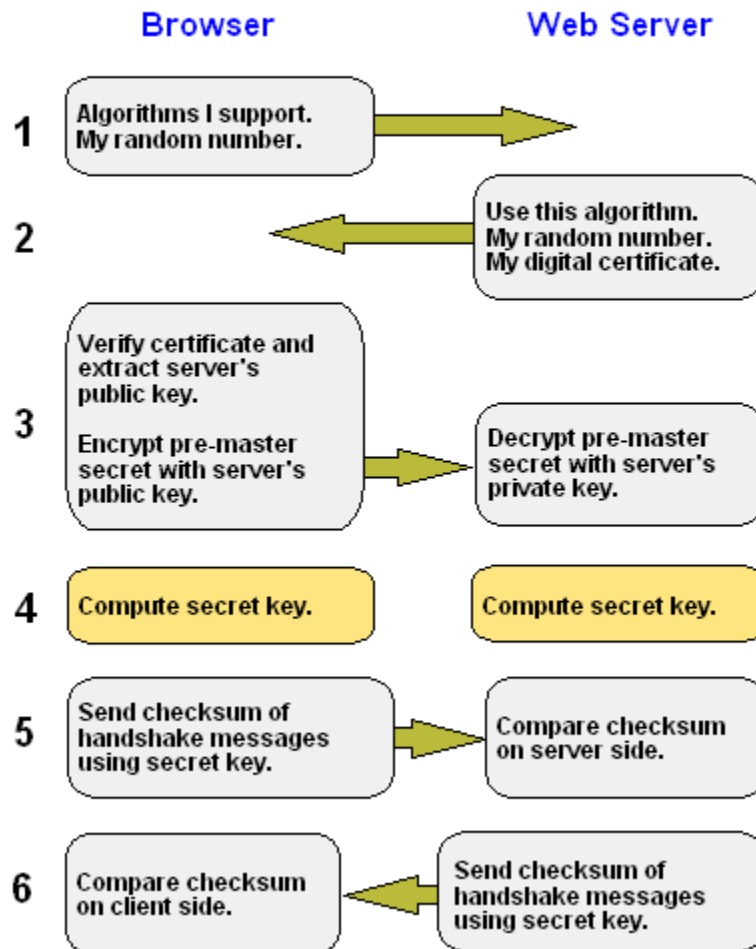 Browser
Web Server
1
Algorithms I support.
My random number.
2
Use this algorithm.
My random number.
My digital certificate.
3
Verify certificate and
extract server's
public key.
Encrypt pre-master
secret with server's
public key.
Decrypt pre-master
secret with server's
private key.
4
Compute secret key.
Compute secret key.
5
Send checksum of
handshake messages
using secret key.
Compare checksum
on server side.
6
Compare checksum
on client side.
Send checksum of
handshake messages
using secret key.